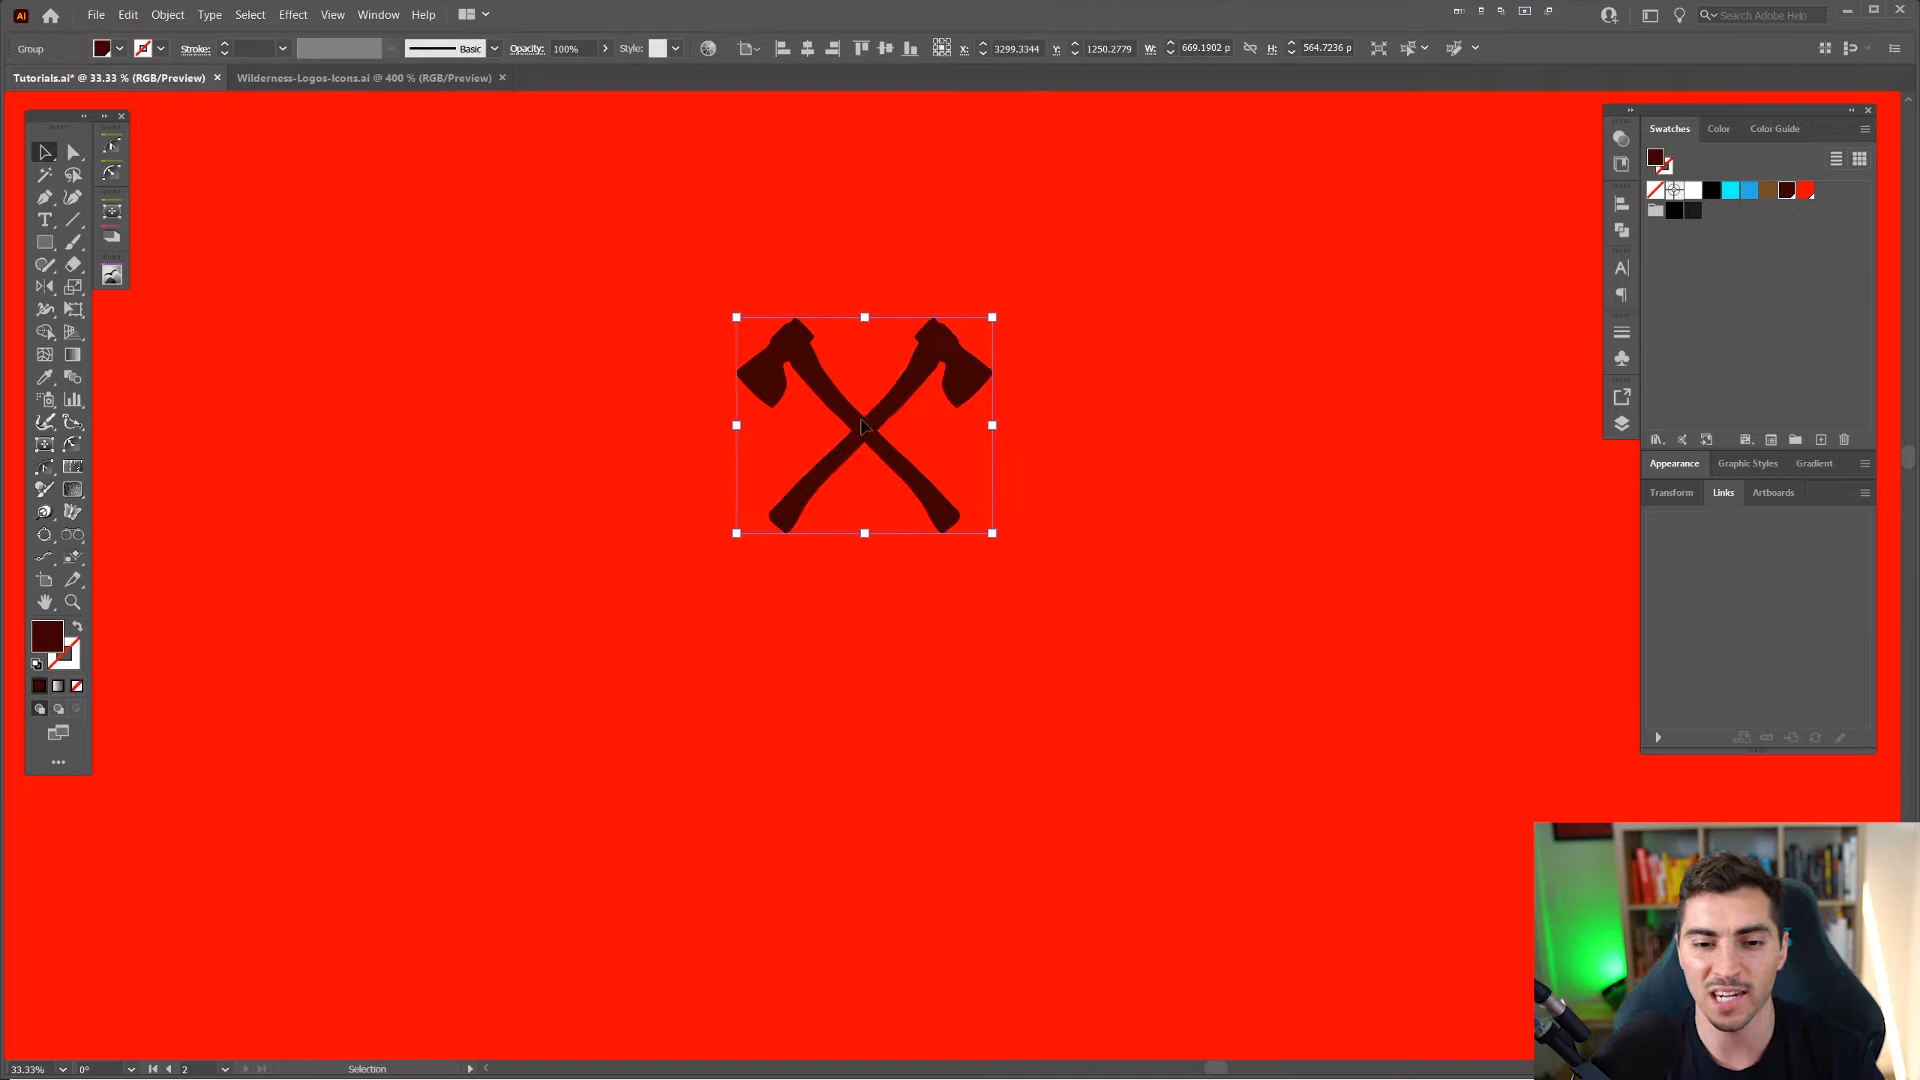 Ai File Edit Object Type Select Effect View Window Help Search Adobe Help
Group Stroke: Basic Opacity: 100% Style: X: 3299.3344 Y: 1250.2779 W: 669.1902 p H: 564.7236 p
Tutorials.ai* @ 33.33 % (RGB/Preview) × Wilderness-Logos-Icons.ai @ 400 % (RGB/Preview) ×
Swatches Color Color Guide
Appearance Graphic Styles Gradient
Transform Links Artboards
33.33% 0° 2 Selection